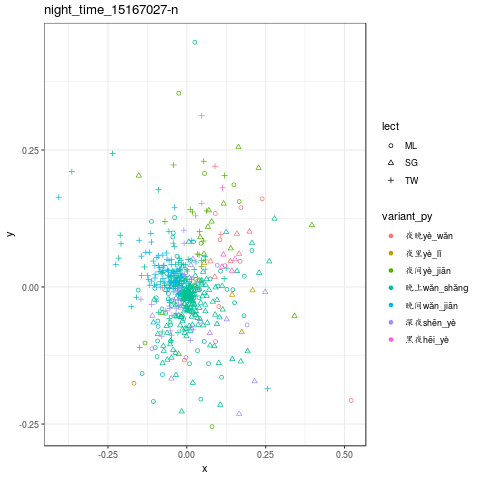 night_time_15167027-n
y
0.25
0.00
-0.25
-0.25
0.00
0.25
0.50
x
lect
ML
SG
TW
variant_py
夜晚yè_wǎn
夜里yè_lǐ
夜间yè_jiān
晚上wǎn_shàng
晚间wǎn_jiān
深夜shēn_yè
黑夜hēi_yè